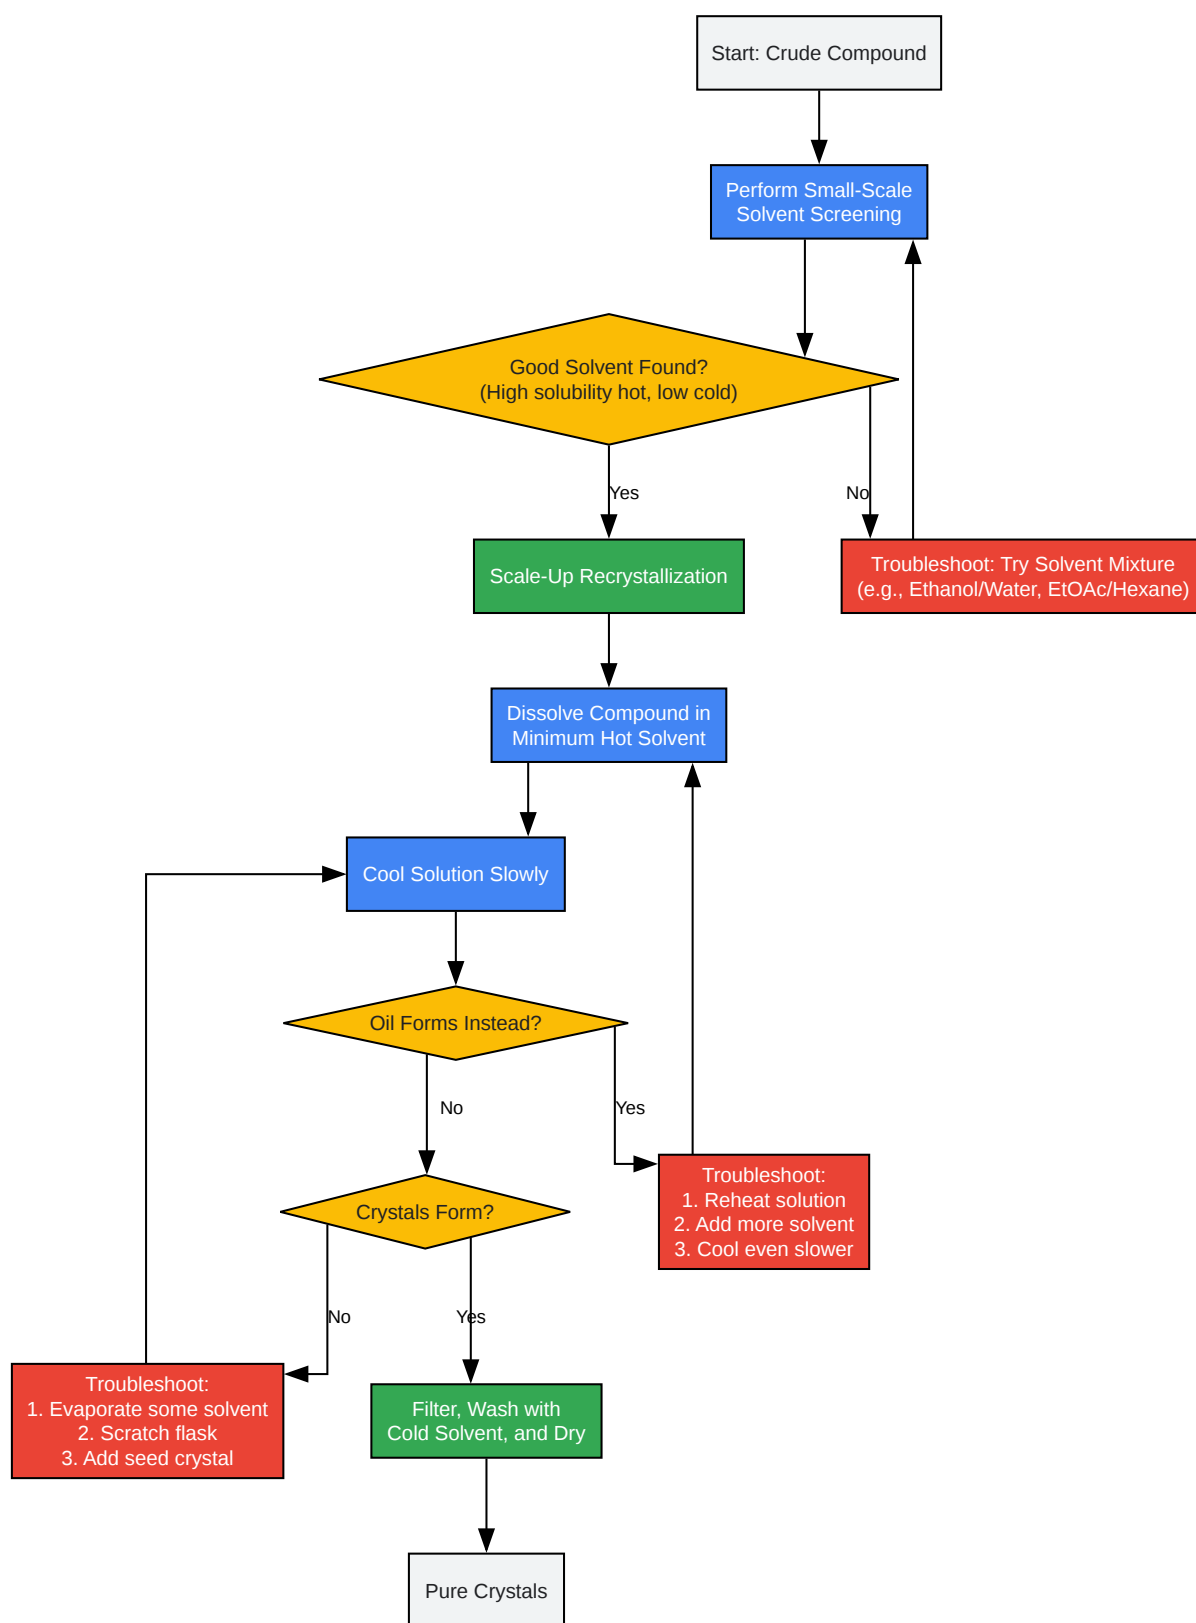 Start: Crude Compound
Perform Small-Scale
Solvent Screening
Good Solvent Found?
(High solubility hot, low cold)
Yes
No
Scale-Up Recrystallization
Troubleshoot: Try Solvent Mixture
(e.g., Ethanol/Water, EtOAc/Hexane)
Dissolve Compound in
Minimum Hot Solvent
Cool Solution Slowly
Oil Forms Instead?
No
Yes
Troubleshoot:
1. Reheat solution
2. Add more solvent
3. Cool even slower
Crystals Form?
No
Yes
Troubleshoot:
1. Evaporate some solvent
2. Scratch flask
3. Add seed crystal
Filter, Wash with
Cold Solvent, and Dry
Pure Crystals